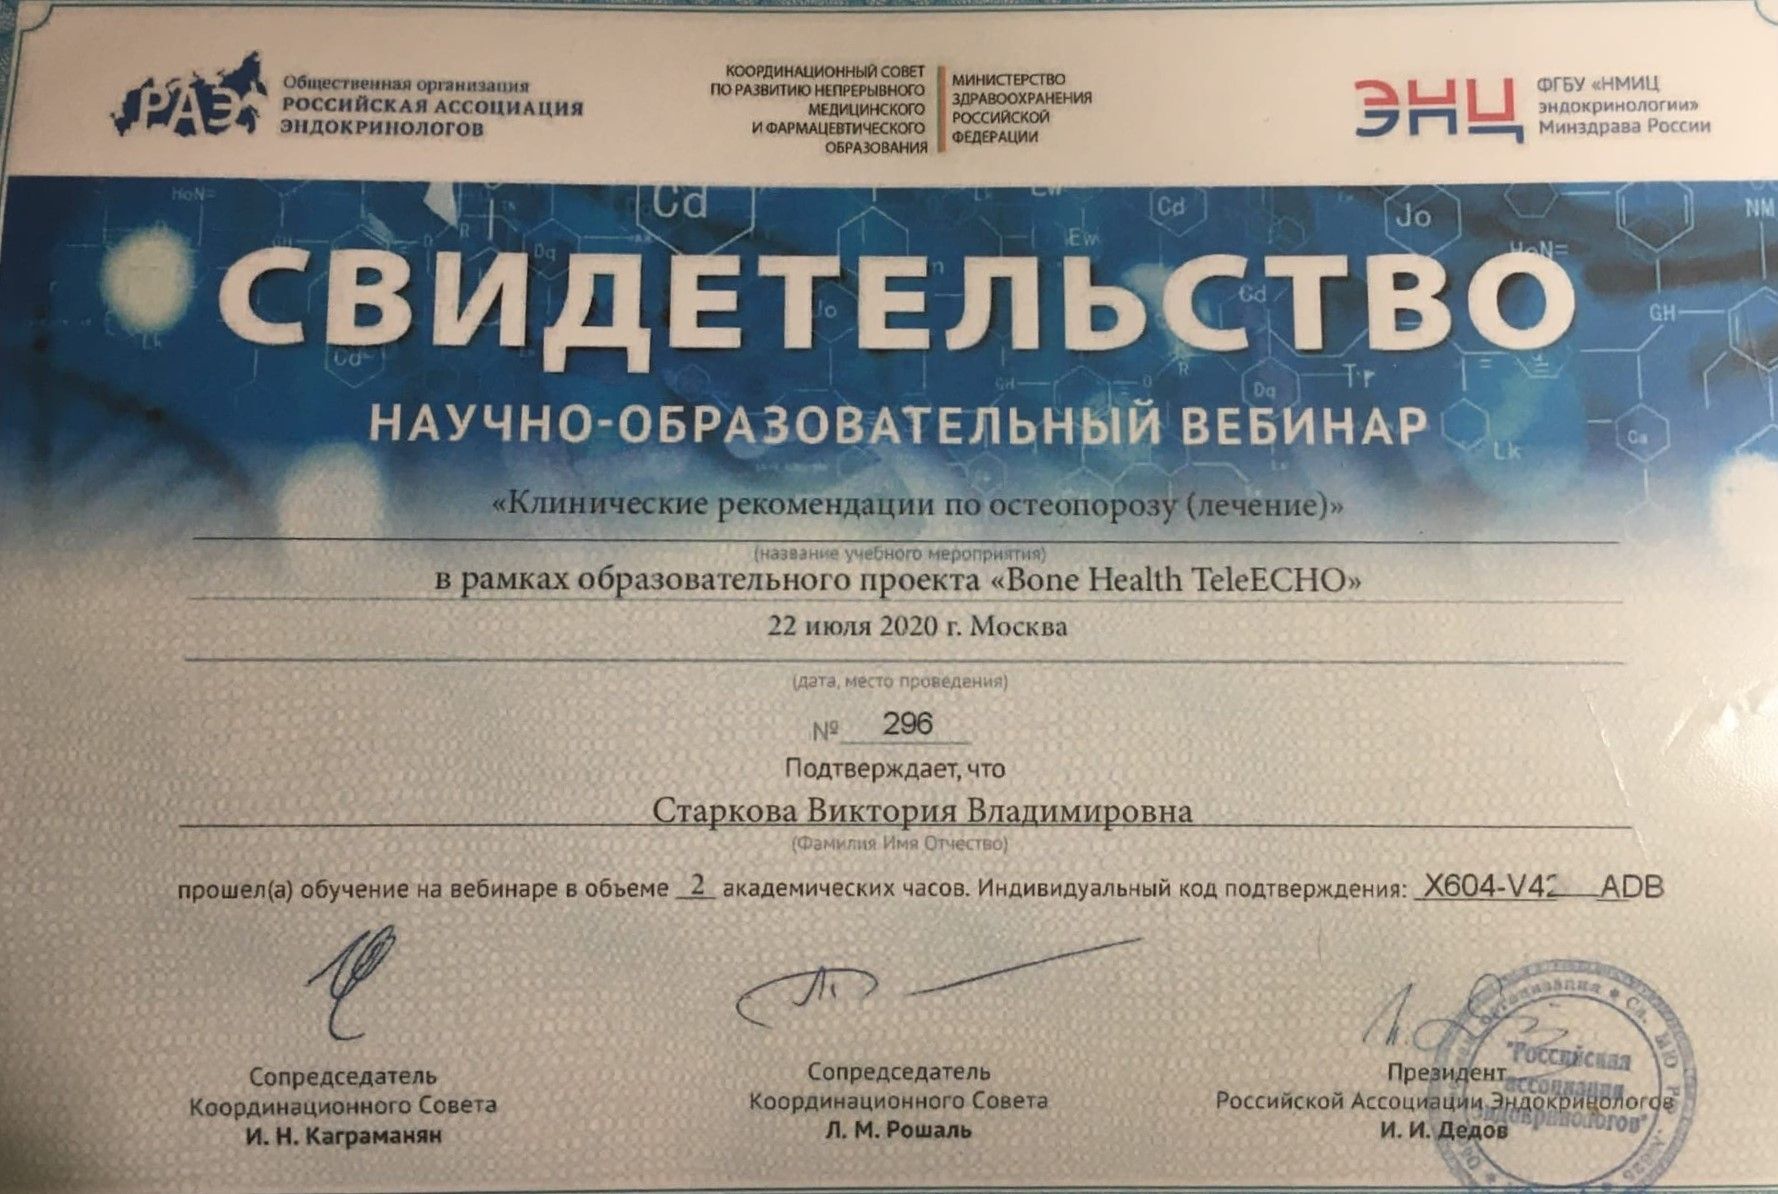 РАЭ
Общественная организация
РОССИЙСКАЯ АССОЦИАЦИЯ
ЭНДОКРИНОЛОГОВ
КООРДИНАЦИОННЫЙ СОВЕТ
ПО РАЗВИТИЮ НЕПРЕРЫВНОГО
МЕДИЦИНСКОГО
И ФАРМАЦЕВТИЧЕСКОГО
ОБРАЗОВАНИЯ
МИНИСТЕРСТВО
ЗДРАВООХРАНЕНИЯ
РОССИЙСКОЙ
ФЕДЕРАЦИИ
ЭНЦ
ФГБУ «НМИЦ
эндокринологии»
Минздрава России
СВИДЕТЕЛЬСТВО
НАУЧНО-ОБРАЗОВАТЕЛЬНЫЙ ВЕБИНАР
«Клинические рекомендации по остеопорозу (лечение)»
(название учебного мероприятия)
в рамках образовательного проекта «Bone Health TeleECHO»
22 июля 2020 г. Москва
(дата, место проведения)
№ 296
Подтверждает, что
Старкова Виктория Владимировна
(Фамилия Имя Отчество)
прошел(а) обучение на вебинаре в объеме 2 академических часов. Индивидуальный код подтверждения: X604-V42 ADB
Сопредседатель
Координационного Совета
И. Н. Каграманян
Сопредседатель
Координационного Совета
Л. М. Рошаль
Президент
Российской Ассоциации Эндокринологов
И. И. Дедов
"Российская
ассоциация
эндокринологов"